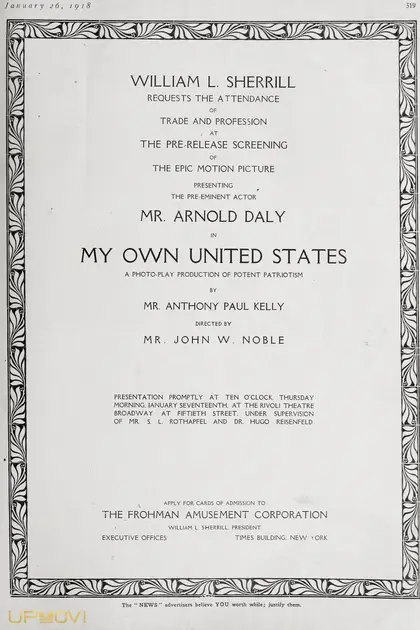 January 26, 1918
319
WILLIAM L. SHERRILL
REQUESTS THE ATTENDANCE
OF
TRADE AND PROFESSION
AT
THE PRE-RELEASE SCREENING
OF
THE EPIC MOTION PICTURE
PRESENTING
THE PRE-EMINENT ACTOR
MR. ARNOLD DALY
IN
MY OWN UNITED STATES
A PHOTO-PLAY PRODUCTION OF POTENT PATRIOTISM
BY
MR. ANTHONY PAUL KELLY
DIRECTED BY
MR. JOHN W. NOBLE
PRESENTATION PROMPTLY AT TEN O'CLOCK, THURSDAY
MORNING, JANUARY SEVENTEENTH, AT THE RIVOLI THEATRE
BROADWAY AT FIFTIETH STREET, UNDER SUPERVISION
OF MR. S. L. ROTHAPFEL AND DR. HUGO REISENFELD
APPLY FOR CARDS OF ADMISSION TO
THE FROHMAN AMUSEMENT CORPORATION
WILLIAM L. SHERRILL, PRESIDENT
EXECUTIVE OFFICES TIMES BUILDING, NEW YORK
The "NEWS" advertisers believe YOU worth while; justify them.